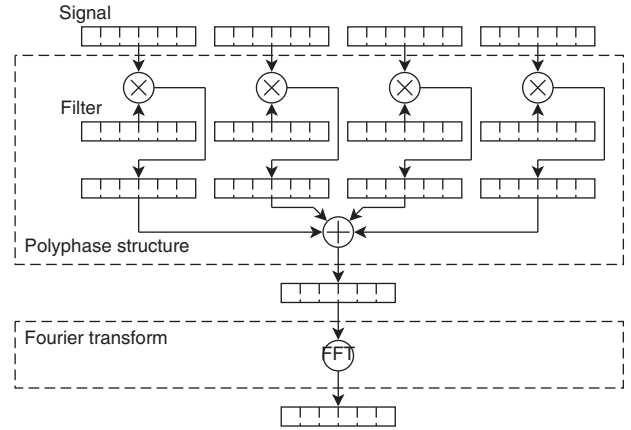 Signal
Filter
Polyphase structure
Fourier transform
FFT